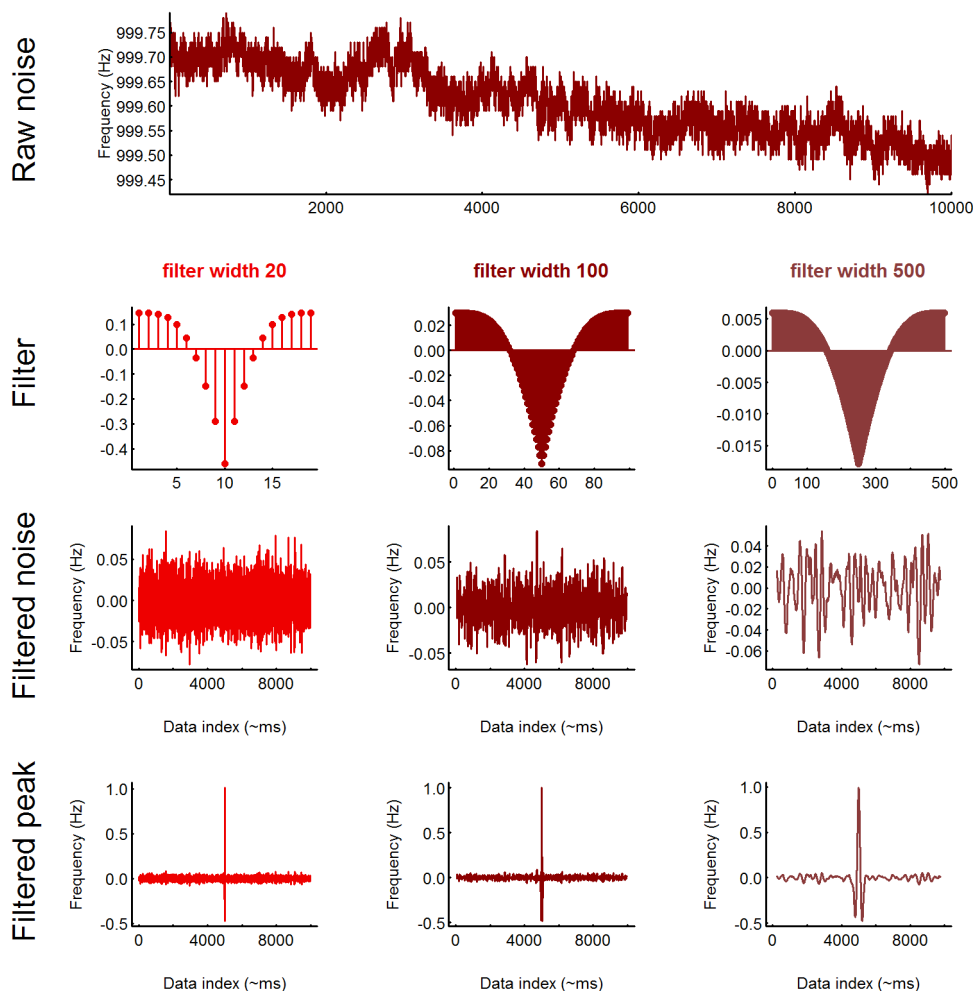 Raw noise
Frequency (Hz)
999.75
999.70
999.65
999.60
999.55
999.50
999.45
2000 4000 6000 8000 10000
filter width 20 filter width 100 filter width 500
Filter
0.1
0.0
-0.1
-0.2
-0.3
-0.4
5 10 15
0.02
0.00
-0.02
-0.04
-0.06
-0.08
0 20 40 60 80
0.005
0.000
-0.005
-0.010
-0.015
0 100 300 500
Filtered noise
Frequency (Hz)
0.05
0.00
-0.05
0 4000 8000
Data index (~ms)
Frequency (Hz)
0.05
0.00
-0.05
0 4000 8000
Data index (~ms)
Frequency (Hz)
0.04
0.02
0.00
-0.02
-0.04
-0.06
0 4000 8000
Data index (~ms)
Filtered peak
Frequency (Hz)
1.0
0.5
0.0
-0.5
0 4000 8000
Data index (~ms)
Frequency (Hz)
1.0
0.5
0.0
-0.5
0 4000 8000
Data index (~ms)
Frequency (Hz)
1.0
0.5
0.0
-0.5
0 4000 8000
Data index (~ms)